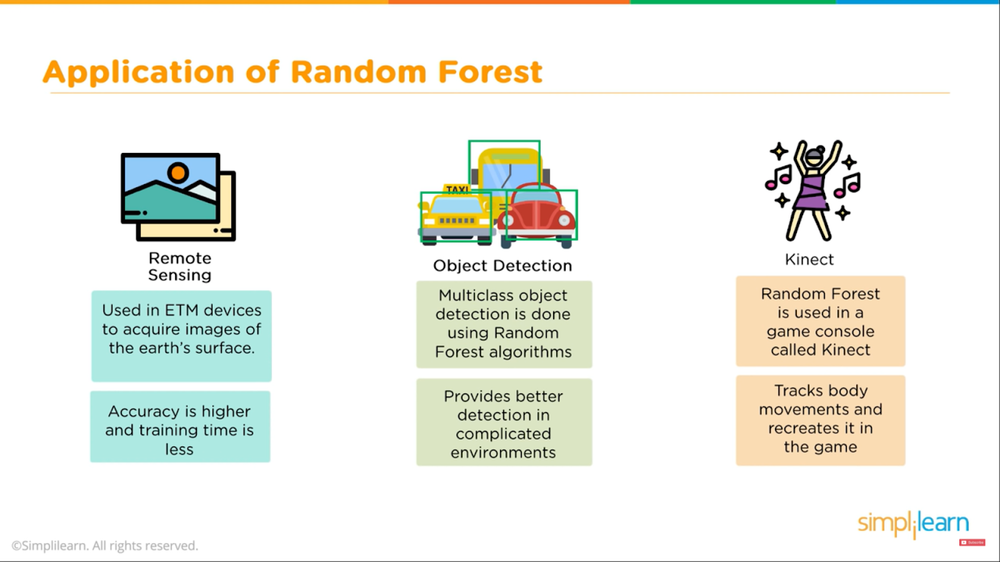 Application of Random Forest
Remote
Sensing
Used in ETM devices
to acquire images of
the earth's surface.
Accuracy is higher
and training time is
less
TAXI
Object Detection
Multiclass object
detection is done
using Random
Forest algorithms
Provides better
detection in
complicated
environments
Kinect
Random Forest
is used in a
game console
called Kinect
Tracks body
movements and
recreates it in
the game
simplilearn
Subscribe
©Simplilearn. All rights reserved.